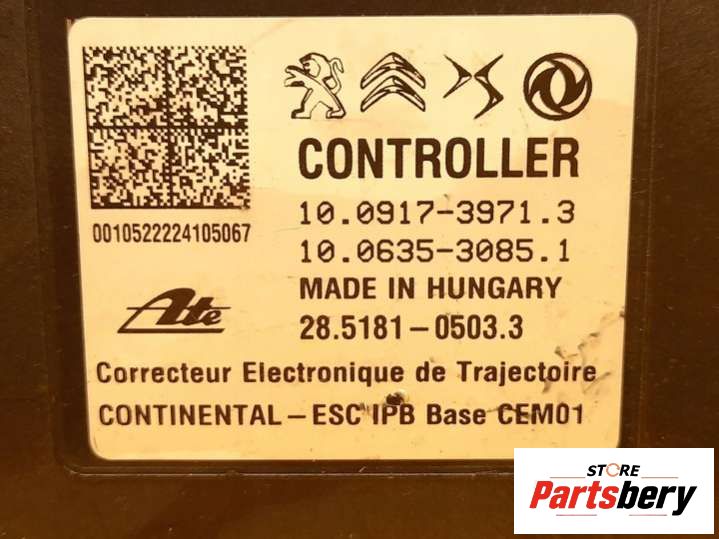 CONTROLLER
10.0917-3971.3
10.0635-3085.1
0010522224105067
MADE IN HUNGARY
Ate
28.5181-0503.3
Correcteur Electronique de Trajectoire
CONTINENTAL-ESC IPB Base CEM01
STORE
Partsbery